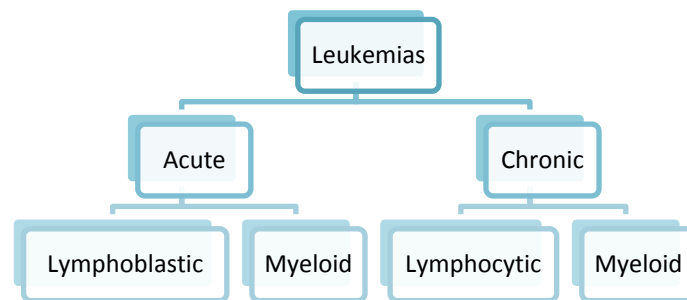 Leukemias
Acute
Chronic
Lymphoblastic
Myeloid
Lymphocytic
Myeloid